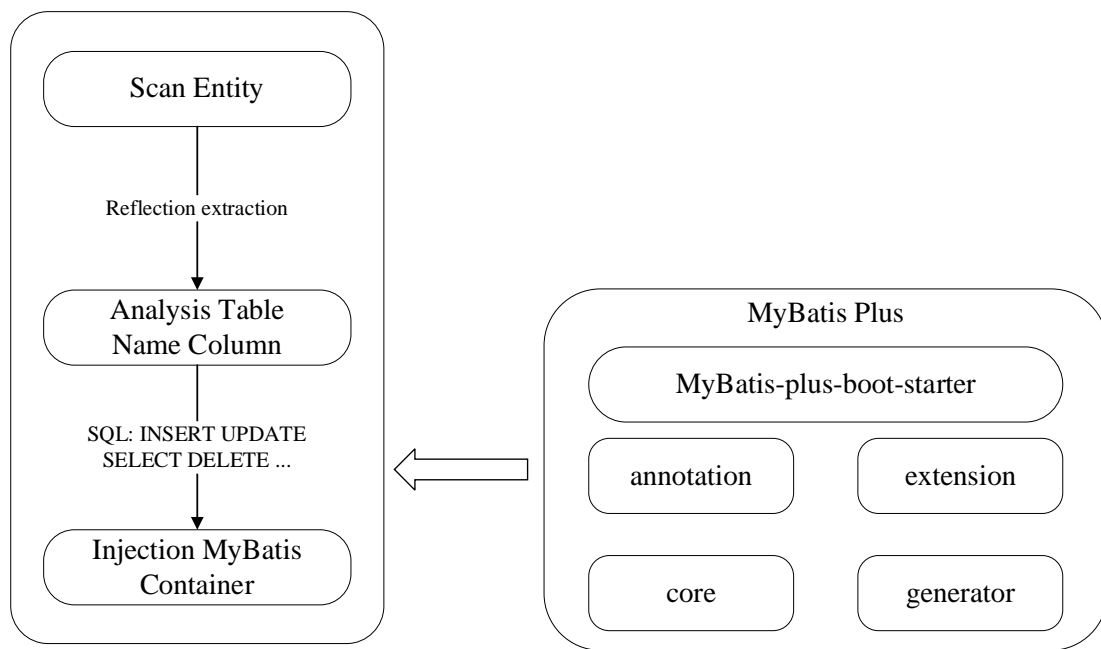 Scan Entity
Reflection extraction
Analysis Table
Name Column
SQL: INSERT UPDATE
SELECT DELETE ...
Injection MyBatis
Container
MyBatis Plus
MyBatis-plus-boot-starter
annotation
extension
core
generator